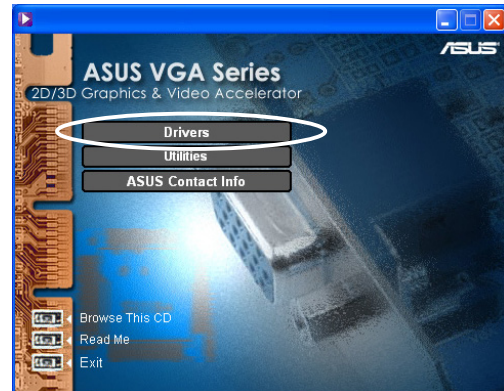 ASUS
ASUS VGA Series
2D/3D Graphics & Video Accelerator
Drivers
Utilities
ASUS Contact Info
Browse This CD
Read Me
Exit